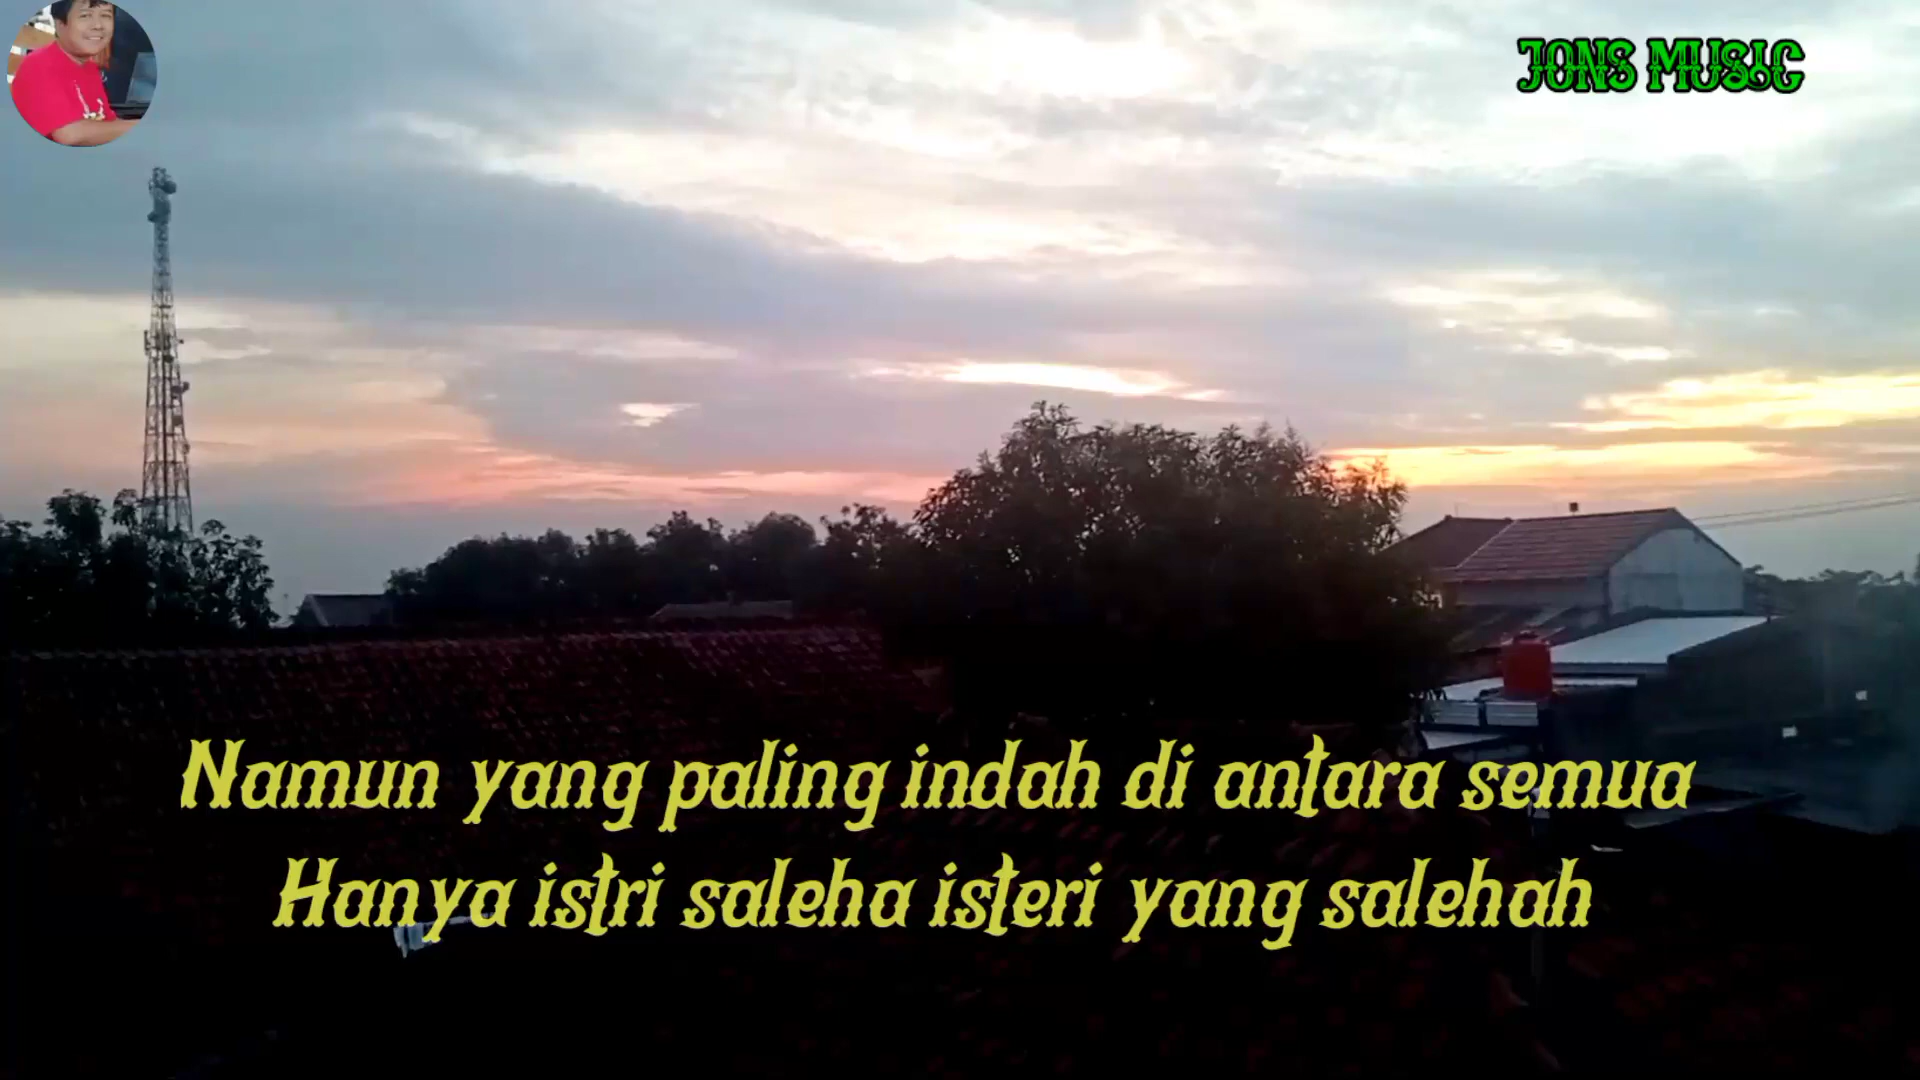 JONS MUSIC
Namun yang paling indah di antara semua
Hanya istri saleha isteri yang salehah